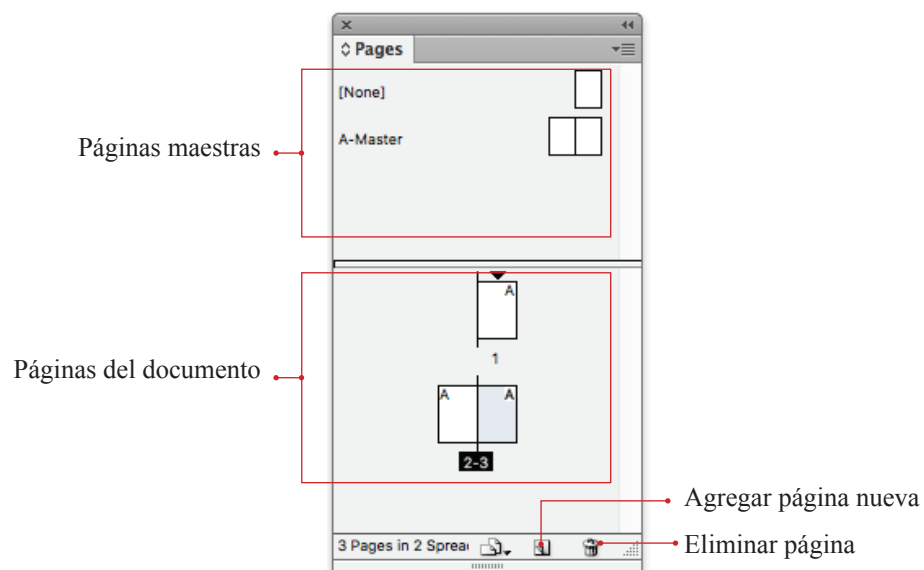 Pages
[None]
Páginas maestras
A-Master
A
1
Páginas del documento
A A
2-3
Agregar página nueva
3 Pages in 2 Sprea
Eliminar página